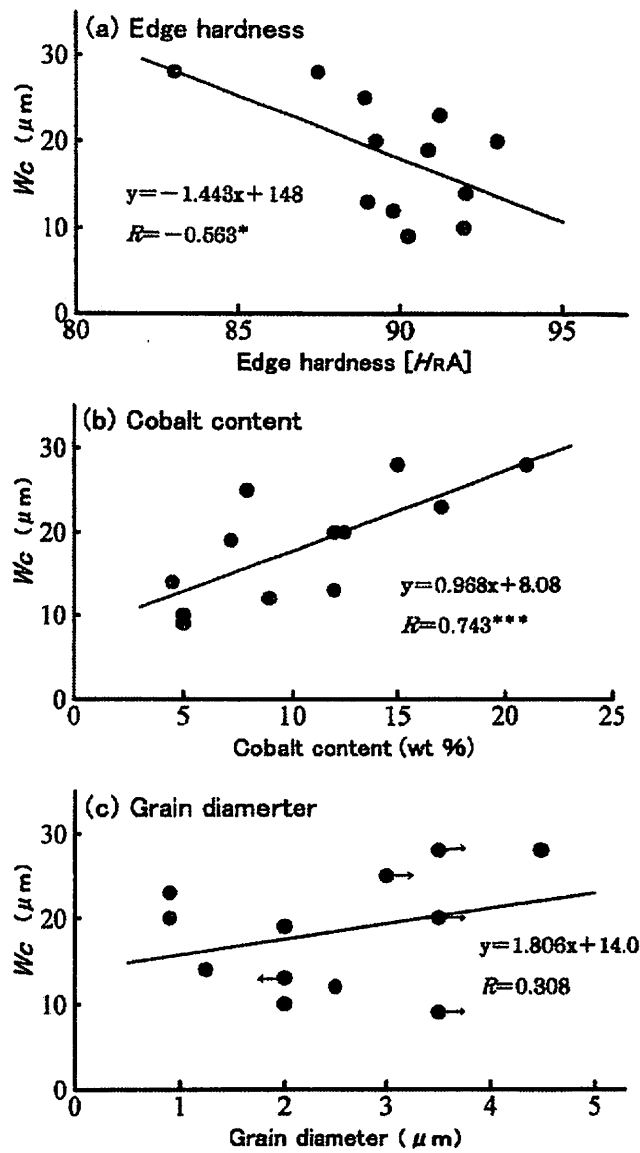 (a) Edge hardness
30
20
10
0
Wc (μm)
y=-1.443x+148
R=-0.563*
80 85 90 95
Edge hardness [HRA]
(b) Cobalt content
30
20
10
0
Wc (μm)
y=0.968x+8.08
R=0.743***
0 5 10 15 20 25
Cobalt content (wt %)
(c) Grain diamerter
30
20
10
0
Wc (μm)
y=1.806x+14.0
R=0.308
0 1 2 3 4 5
Grain diameter (μm)